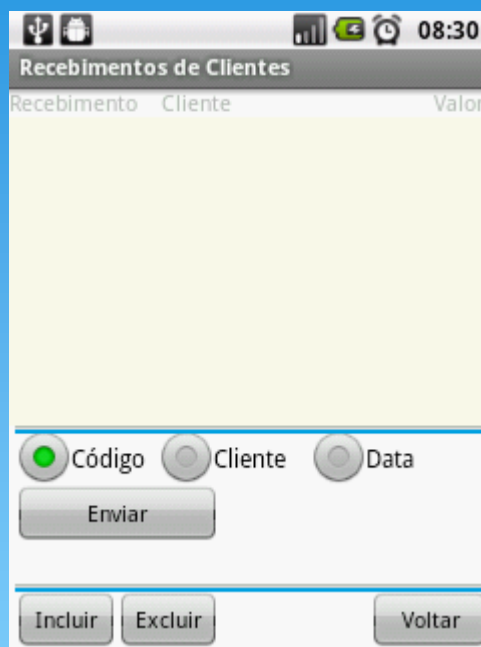 08:30
Recebimentos de Clientes
Recebimento Cliente Valor
Código Cliente Data
Enviar
Incluir Excluir Voltar